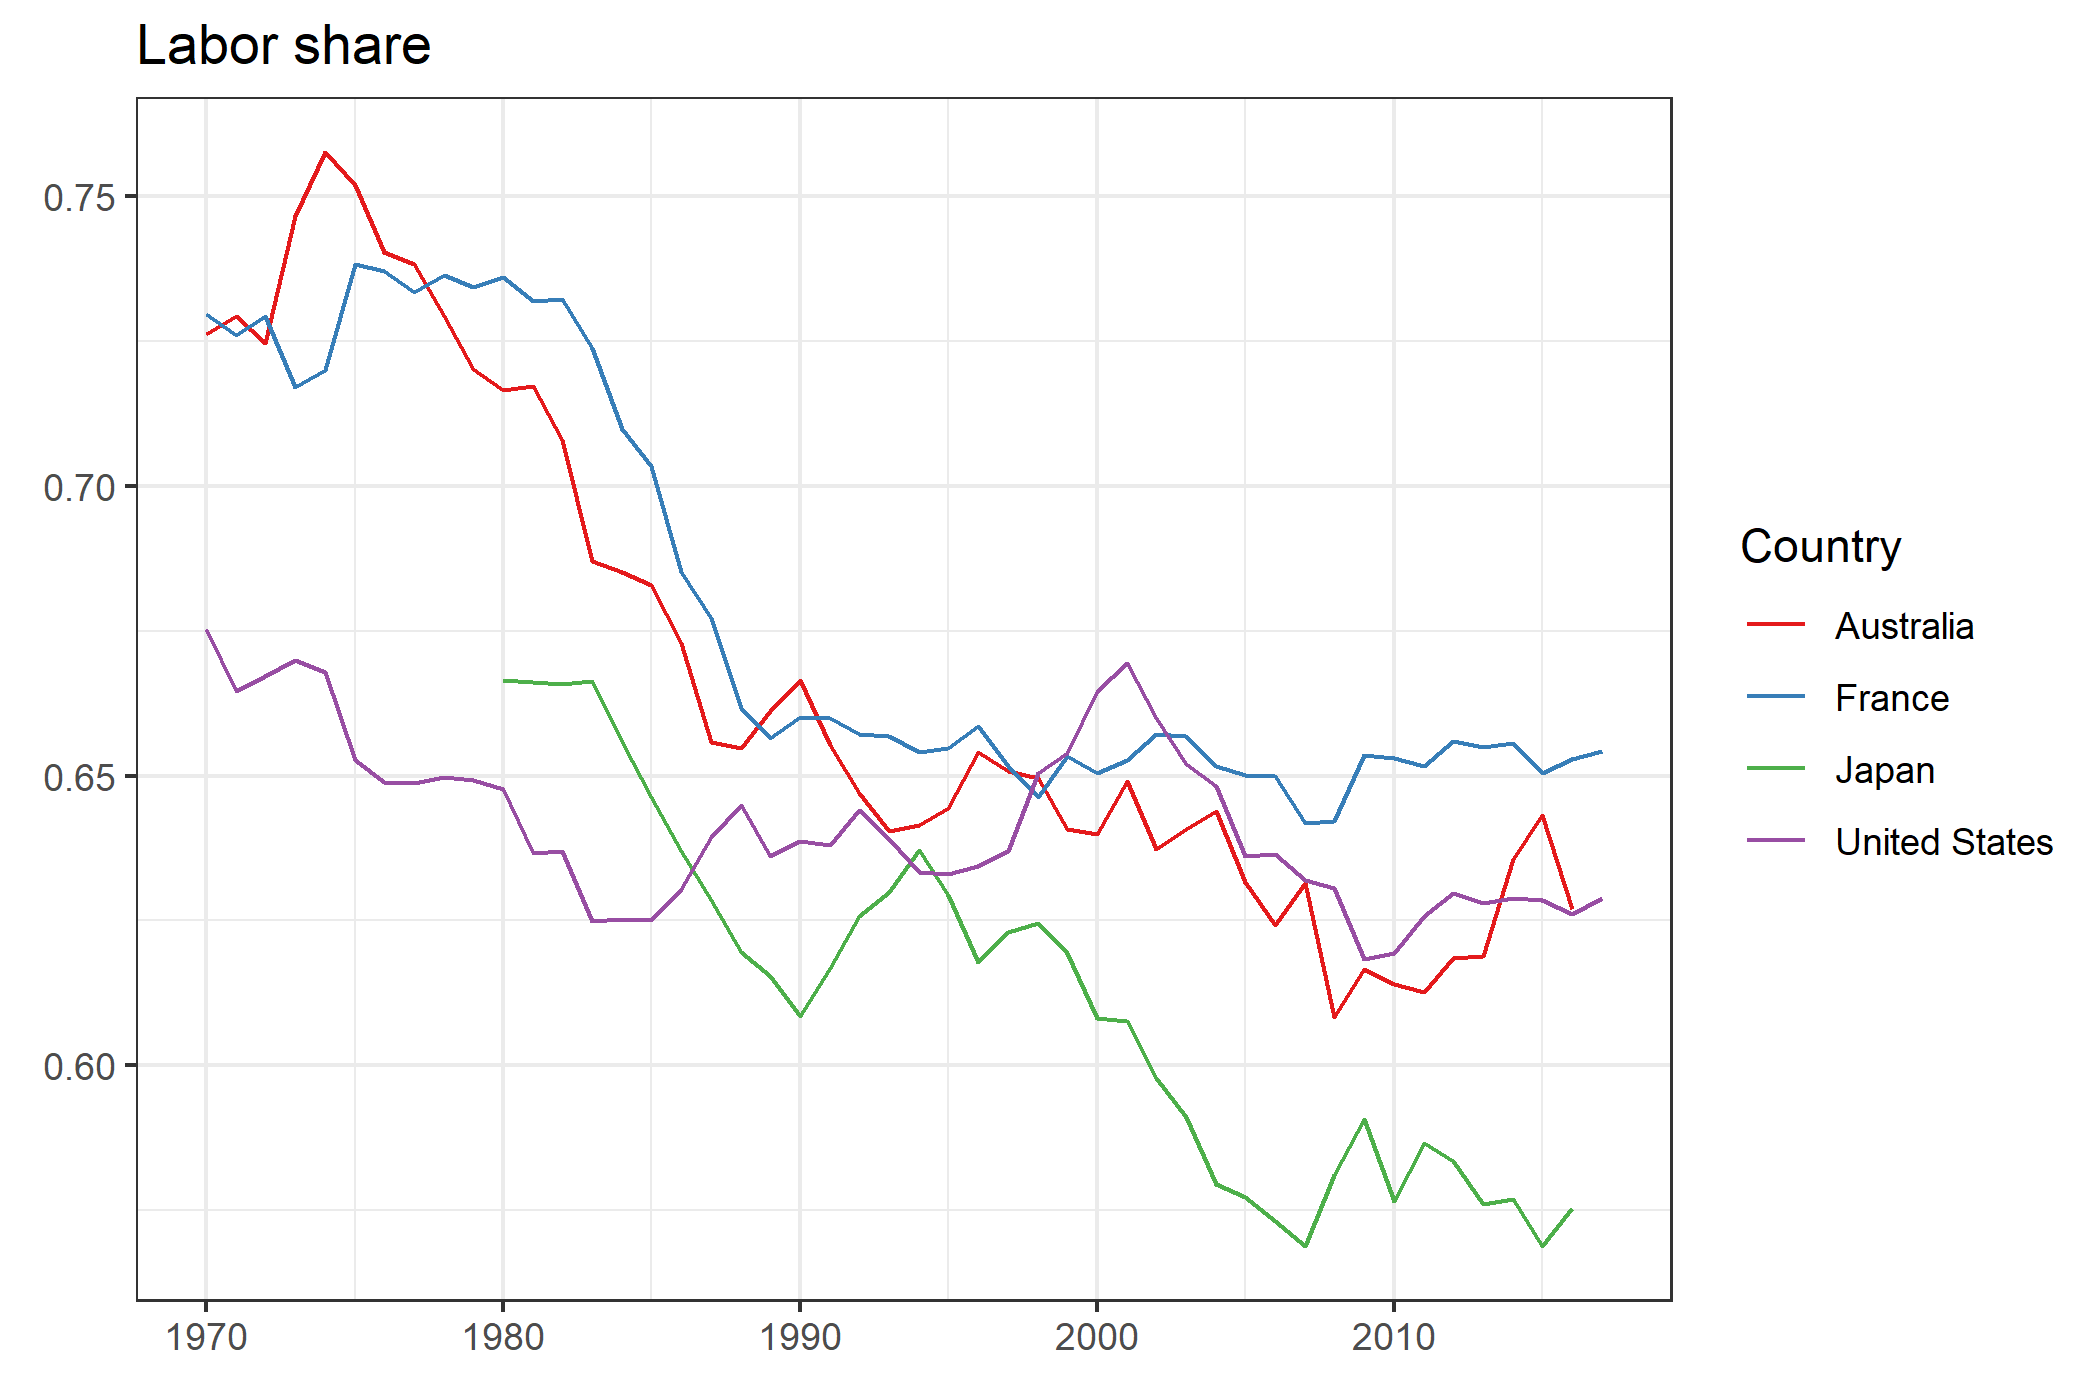 Labor share
0.75
0.70
0.65
0.60
1970 1980 1990 2000 2010
Country
Australia
France
Japan
United States